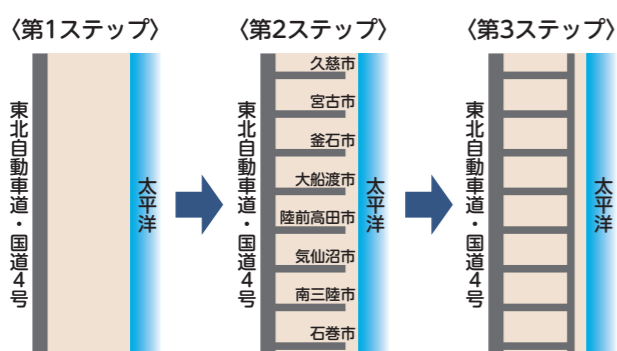 〈第1ステップ〉
東北自動車道・国道4号
太平洋
〈第2ステップ〉
東北自動車道・国道4号
久慈市
宮古市
釜石市
大船渡市
陸前高田市
気仙沼市
南三陸市
石巻市
太平洋
〈第3ステップ〉
東北自動車道・国道4号
太平洋